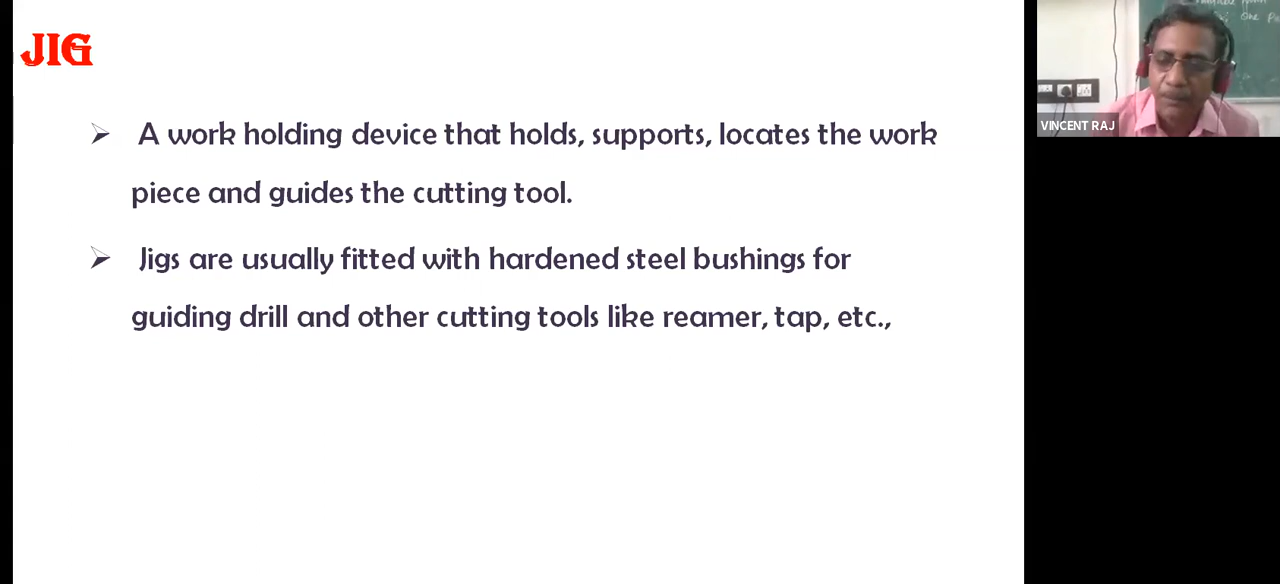 JIG
➢ A work holding device that holds, supports, locates the work
piece and guides the cutting tool.
➢ Jigs are usually fitted with hardened steel bushings for
guiding drill and other cutting tools like reamer, tap, etc.,
One
VINCENT RAJ